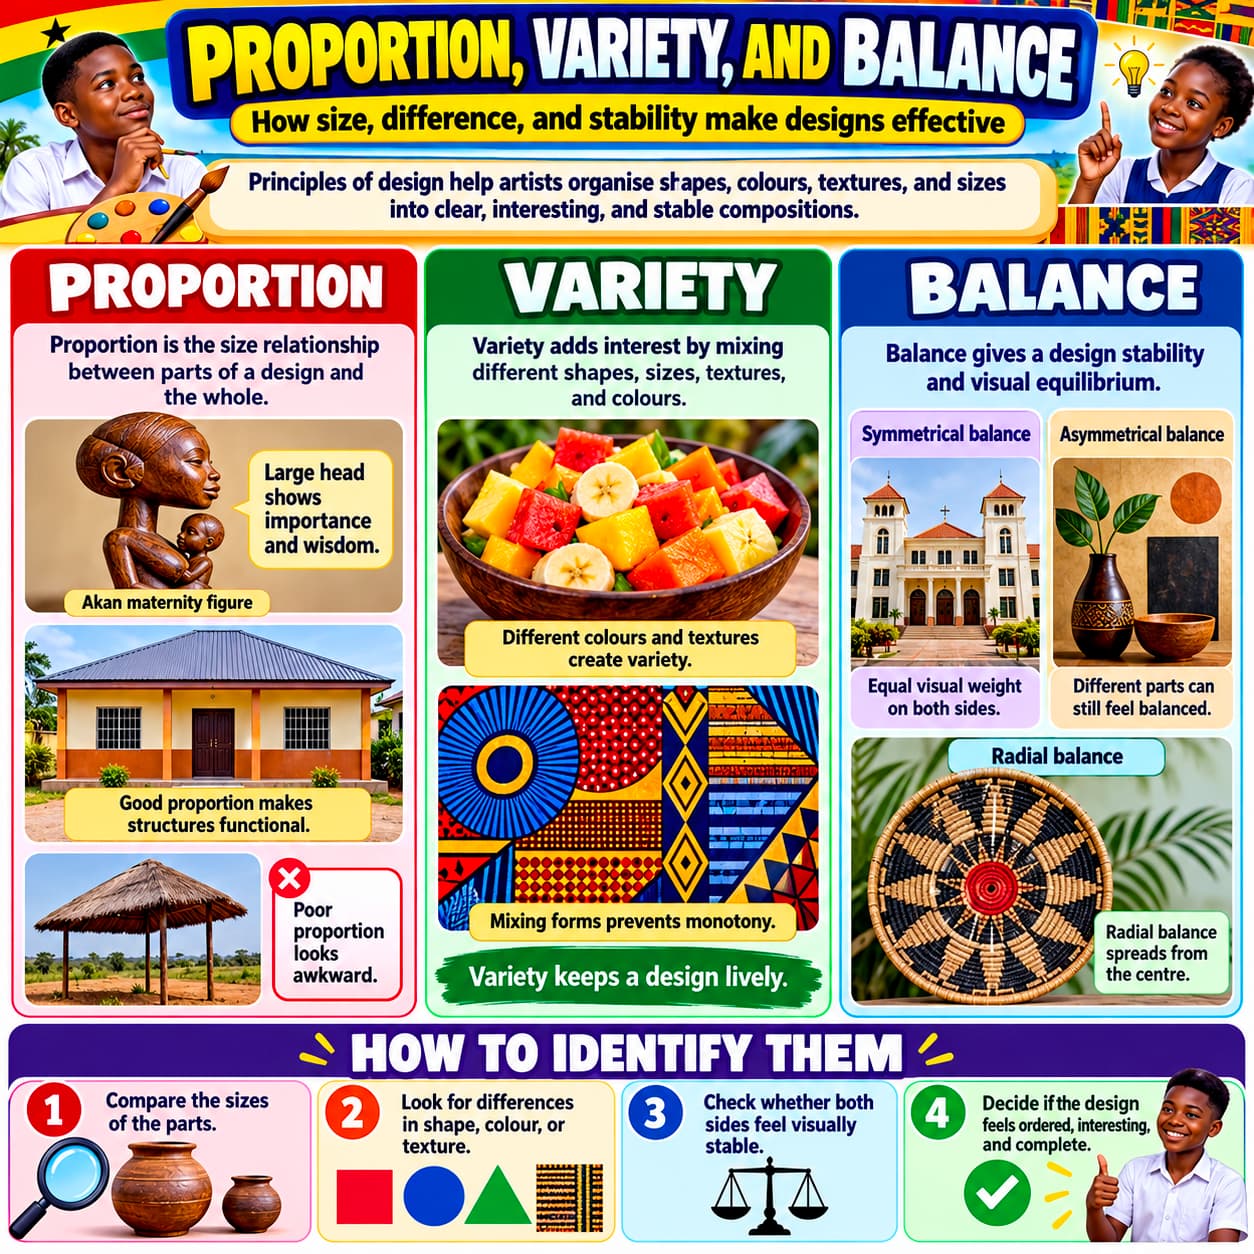 PROPORTION, VARIETY, AND BALANCE
How size, difference, and stability make designs effective
Principles of design help artists organise shapes, colours, textures, and sizes
into clear, interesting, and stable compositions.
PROPORTION
Proportion is the size relationship
between parts of a design and
the whole.
Large head
shows
importance
and wisdom.
Akan maternity figure
Good proportion makes
structures functional.
Poor
proportion
looks
awkward.
VARIETY
Variety adds interest by mixing
different shapes, sizes, textures,
and colours.
Different colours and textures
create variety.
Mixing forms prevents monotony.
Variety keeps a design lively.
BALANCE
Balance gives a design stability
and visual equilibrium.
Symmetrical balance
Equal visual weight
on both sides.
Asymmetrical balance
Different parts can
still feel balanced.
Radial balance
Radial balance
spreads from
the centre.
HOW TO IDENTIFY THEM
1
Compare the sizes
of the parts.
2
Look for differences
in shape, colour, or
texture.
3
Check whether both
sides feel visually
stable.
4
Decide if the design
feels ordered, interesting,
and complete.